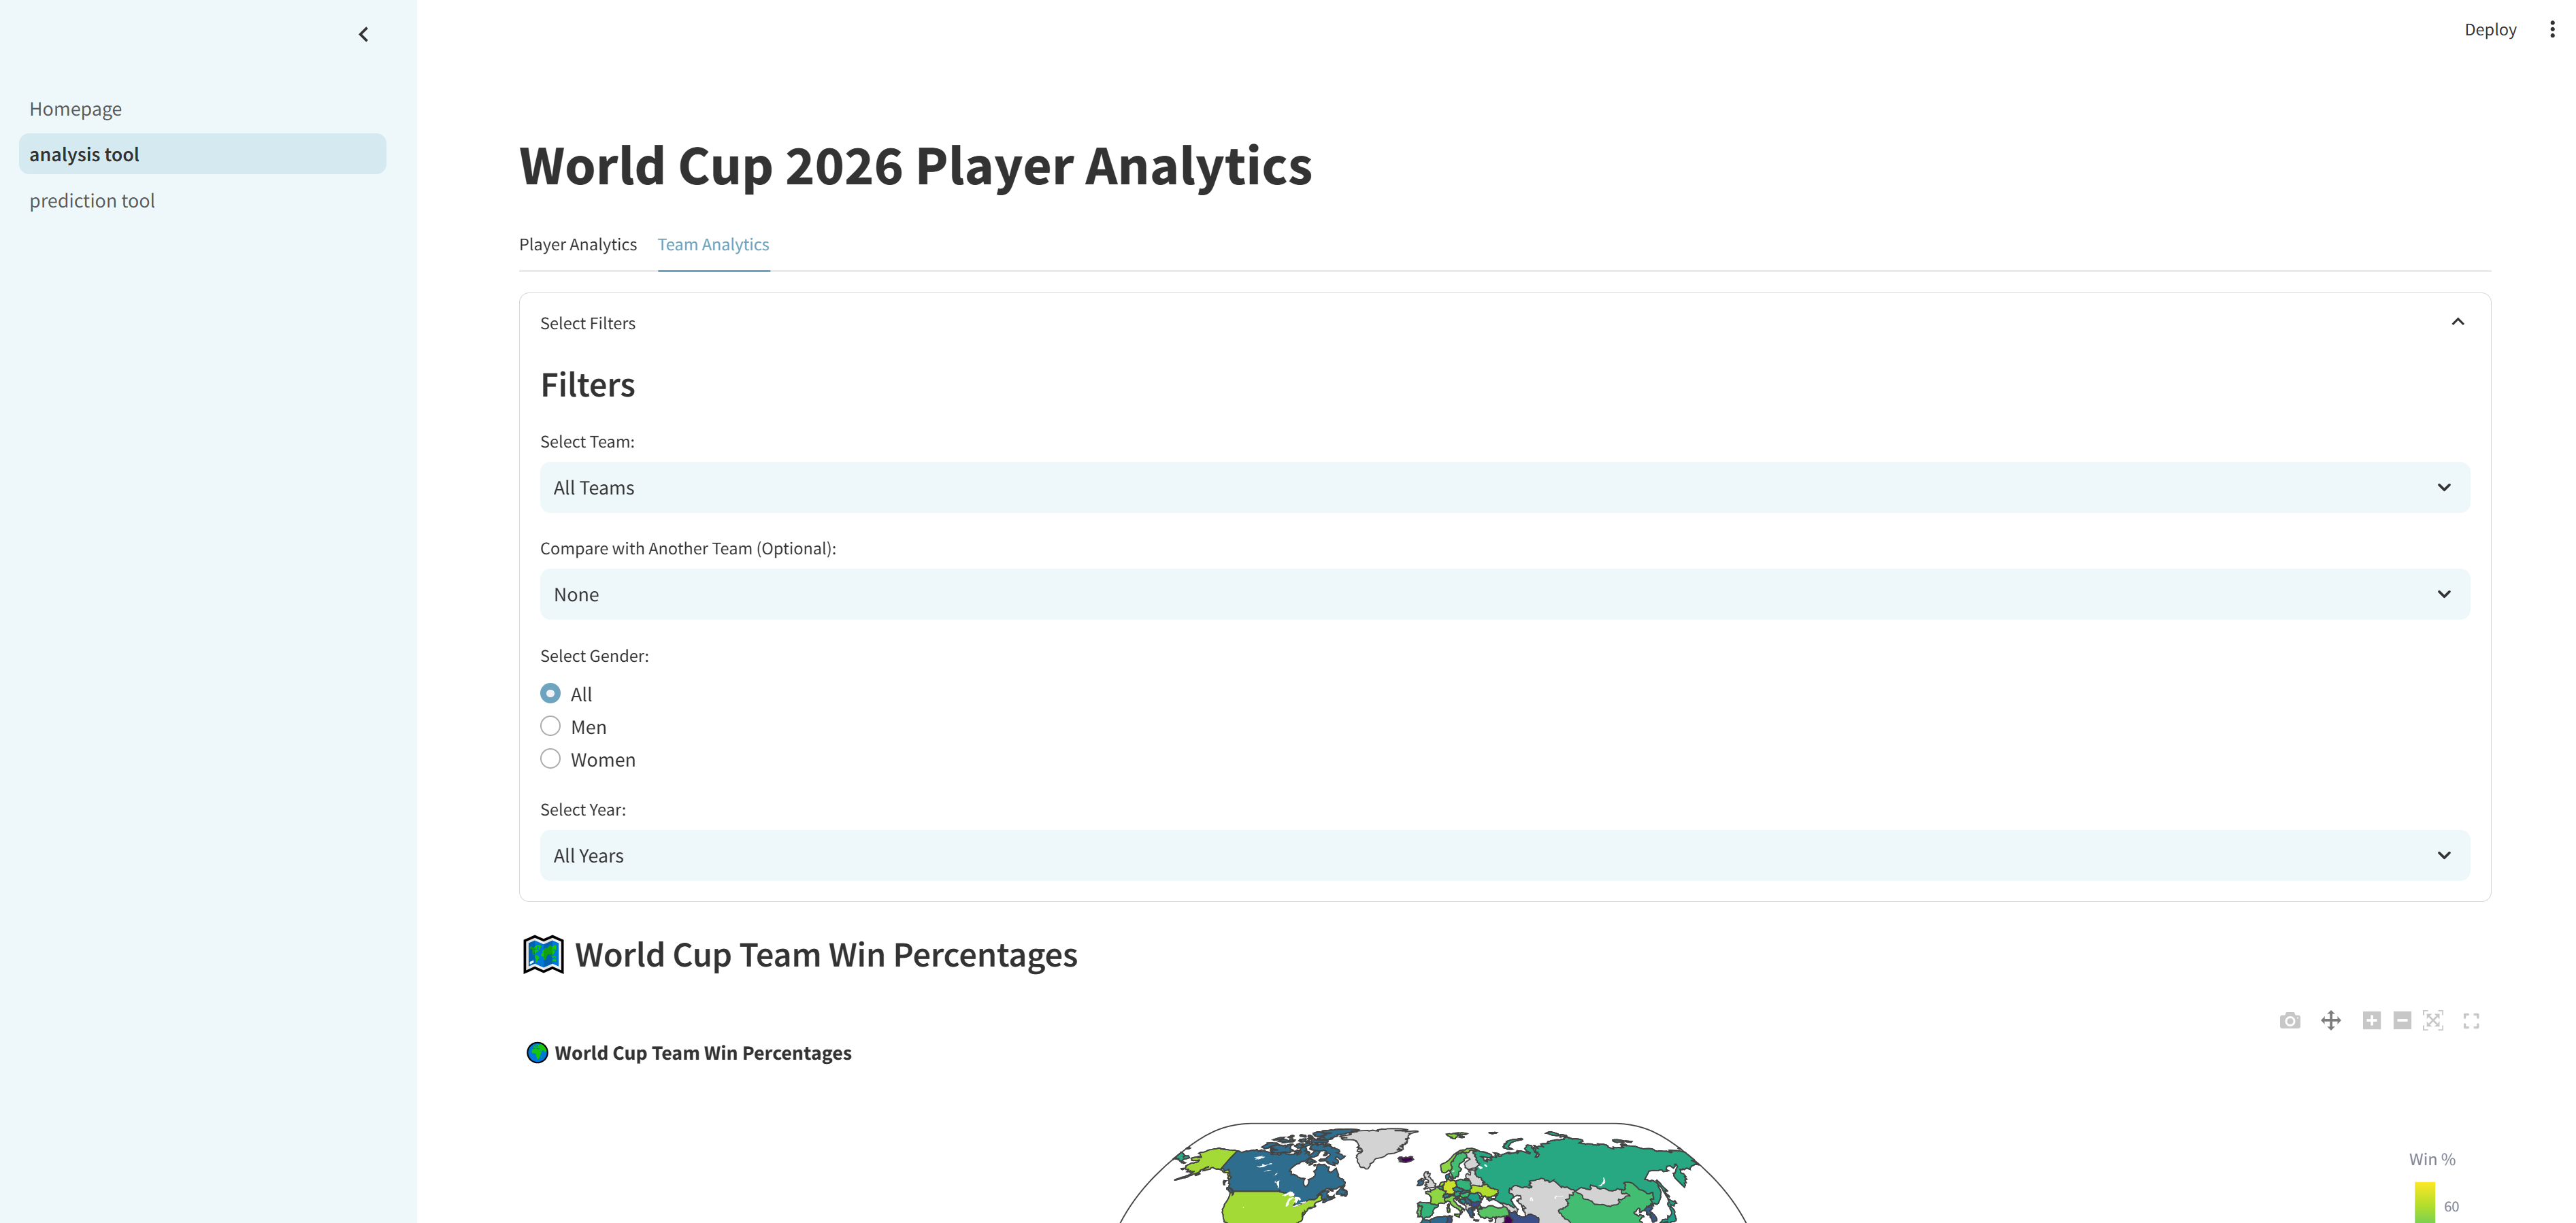 Deploy
Homepage
analysis tool
prediction tool
World Cup 2026 Player Analytics
Player Analytics Team Analytics
Select Filters
Filters
Select Team:
All Teams
Compare with Another Team (Optional):
None
Select Gender:
All
Men
Women
Select Year:
All Years
World Cup Team Win Percentages
World Cup Team Win Percentages
Win %
60